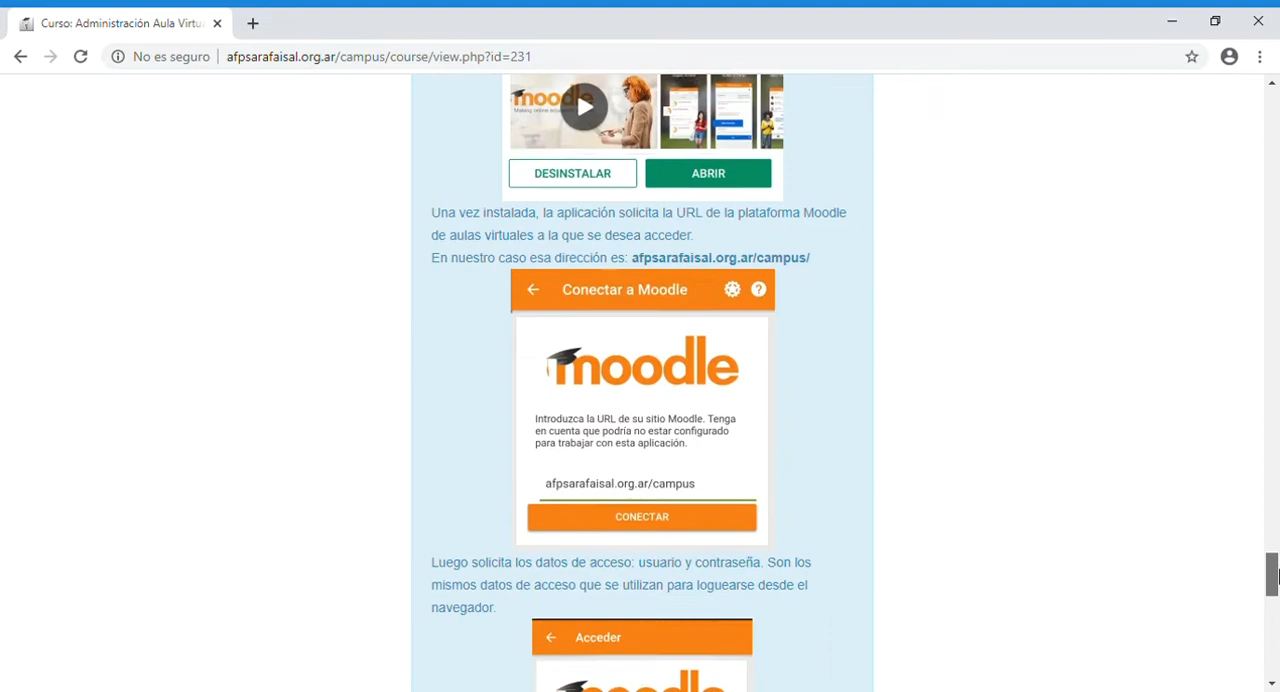 Curso: Administración Aula Virtu
No es seguro
afpsarafaisal.org.ar/campus/course/view.php?id=231
moodle
DESINSTALAR
ABRIR
Una vez instalada, la aplicación solicita la URL de la plataforma Moodle
de aulas virtuales a la que se desea acceder.
En nuestro caso esa dirección es: afpsarafaisal.org.ar/campus/
Conectar a Moodle
moodle
Introduzca la URL de su sitio Moodle. Tenga
en cuenta que podría no estar configurado
para trabajar con esta aplicación.
afpsarafaisal.org.ar/campus
CONECTAR
Luego solicita los datos de acceso: usuario y contraseña. Son los
mismos datos de acceso que se utilizan para loguearse desde el
navegador.
Acceder
moodle